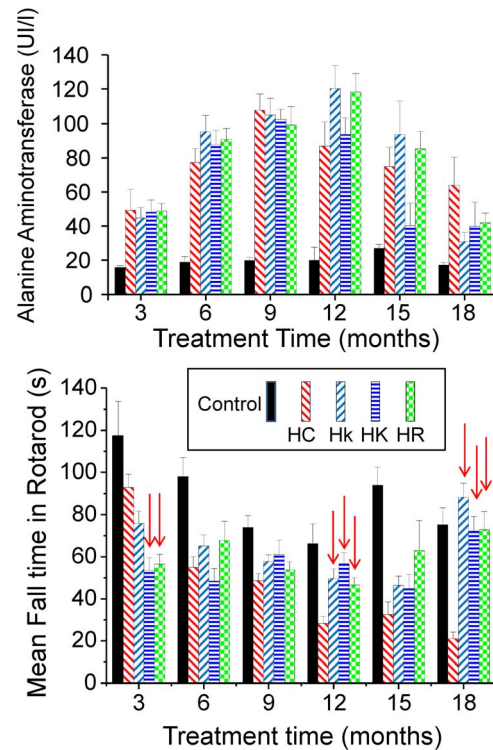 Alanine Aminotransferase (UI/l)
140
120
100
80
60
40
20
0
3 6 9 12 15 18
Treatment Time (months)
Mean Fall time in Rotarod (s)
140
120
100
80
60
40
20
0
Control
HC Hk HK HR
3 6 9 12 15 18
Treatment time (months)